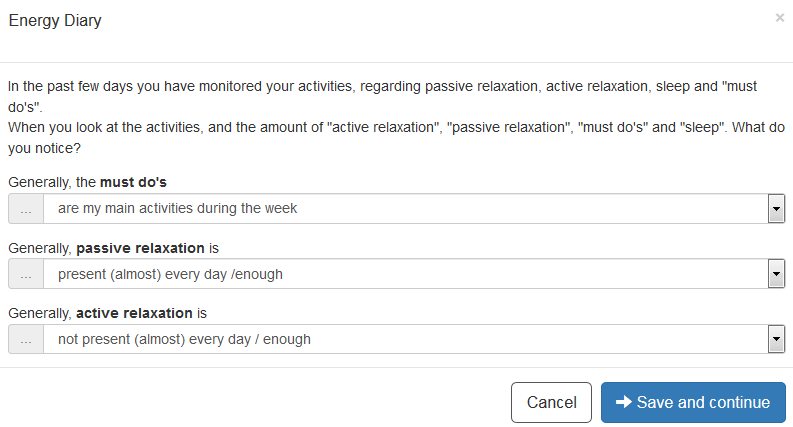 Energy Diary
×
In the past few days you have monitored your activities, regarding passive relaxation, active relaxation, sleep and "must
do's".
When you look at the activities, and the amount of "active relaxation", "passive relaxation", "must do's" and "sleep". What do
you notice?
Generally, the must do's
... are my main activities during the week
Generally, passive relaxation is
... present (almost) every day /enough
Generally, active relaxation is
... not present (almost) every day / enough
Cancel
Save and continue